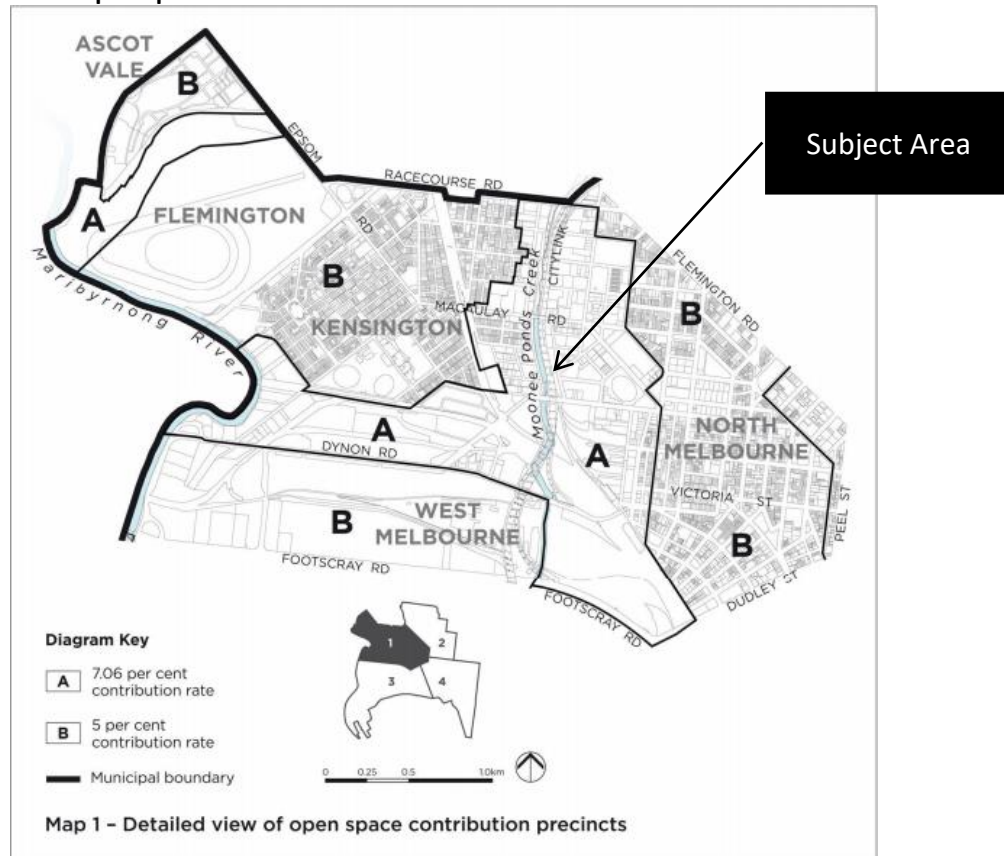 ASCOT
VALE
B
EPSOM
RD
RACECOURSE RD
Subject Area
A
FLEMINGTON
Maribyrnong River
B
KENSINGTON
MACAULAY RD
Moonee Ponds Creek
CITYLINK
FLEMINGTON RD
B
NORTH
MELBOURNE
A
DYNON RD
A
VICTORIA ST
PEEL ST
B
WEST
MELBOURNE
B
FOOTSCRAY RD
DUDLEY ST
FOOTSCRAY RD
Diagram Key
A 7.06 per cent
contribution rate
B 5 per cent
contribution rate
Municipal boundary
1
2
3
4
0 0.25 0.5 1.0km
Map 1 – Detailed view of open space contribution precincts